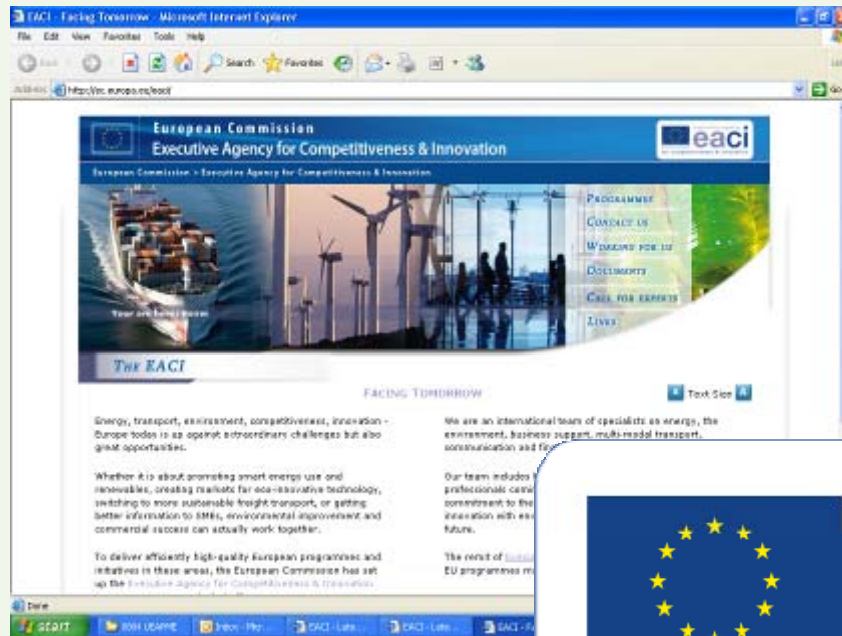 EACI - Facing Tomorrow - Microsoft Internet Explorer
File Edit View Favorites Tools Help
Search Favorites
Address http://ec.europa.eu/eaci/ Go
European Commission
Executive Agency for Competitiveness & Innovation
eaci
European Commission > Executive Agency for Competitiveness & Innovation
PROGRAMMES
CONTACT US
WORKING FOR US
DOCUMENTS
CALL FOR EXPERTS
LINKS
Your are here: Home
THE EACI
FACING TOMORROW
Text Size A
Energy, transport, environment, competitiveness, innovation -
Europe today is up against extraordinary challenges but also
great opportunities.
Whether it is about promoting smart energy use and
renewables, creating markets for eco-innovative technology,
switching to more sustainable freight transport, or getting
better information to SMEs, environmental improvement and
commercial success can actually work together.
To deliver efficiently high-quality European programmes and
initiatives in these areas, the European Commission has set
up the Executive Agency for Competitiveness & Innovation
We are an international team of specialists on energy, the
environment, business support, multi-modal transport,
communication and
Our team includes
professionals
commitment to the
innovation with
future.
The remit of
EU programmes
Done
start